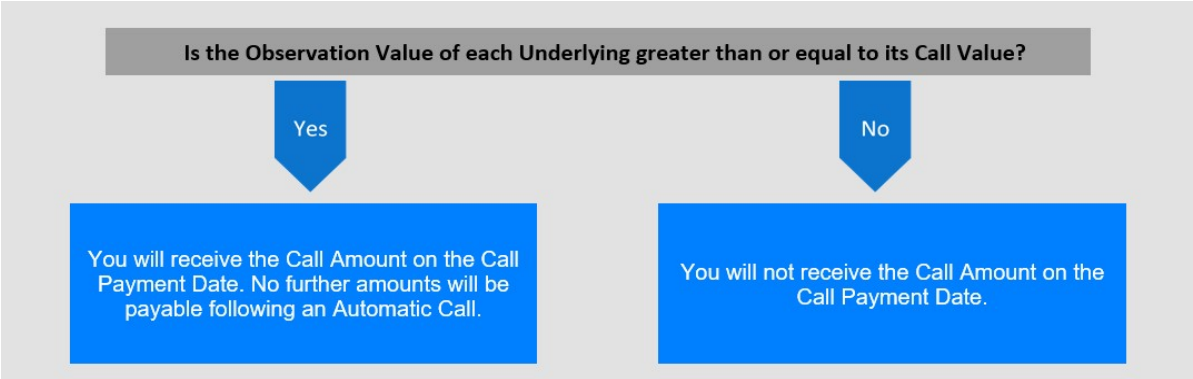 Is the Observation Value of each Underlying greater than or equal to its Call Value?
Yes
No
You will receive the Call Amount on the Call
Payment Date. No further amounts will be
payable following an Automatic Call.
You will not receive the Call Amount on the
Call Payment Date.